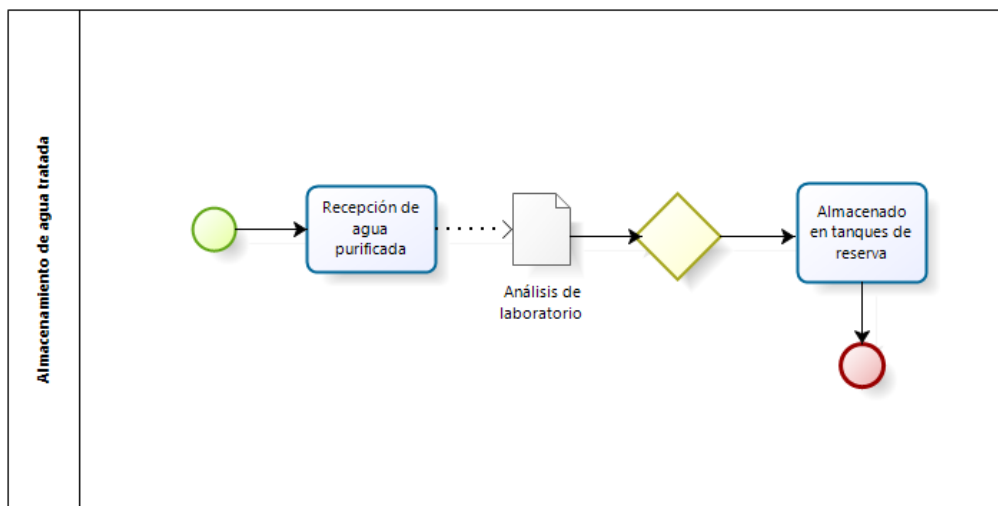 Almacenamiento de agua tratada
Recepción de
agua
purificada
Análisis de
laboratorio
Almacenado
en tanques de
reserva